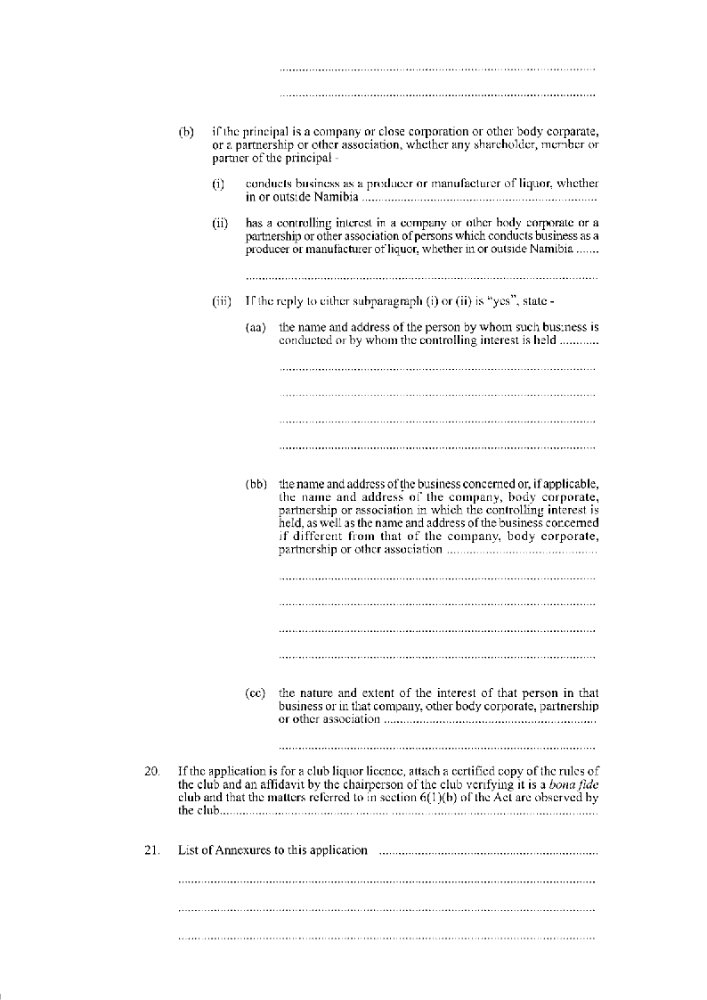 ................................................................................................
................................................................................................
(b) if the principal is a company or close corporation or other body corparate,
or a partnership or other association, whether any shareholder, member or
partner of the principal -
(i) conducts business as a producer or manufacturer of liquor, whether
in or outside Namibia ........................................................................
(ii) has a controlling interest in a company or other body corporate or a
partnership or other association of persons which conducts business as a
producer or manufacturer of liquor, whether in or outside Namibia .......
............................................................................................................
(iii) If the reply to either subparagraph (i) or (ii) is “yes”, state -
(aa) the name and address of the person by whom such business is
conducted or by whom the controlling interest is held ............
................................................................................................
................................................................................................
................................................................................................
................................................................................................
(bb) the name and address of the business concerned or, if applicable,
the name and address of the company, body corporate,
partnership or association in which the controlling interest is
held, as well as the name and address of the business concerned
if different from that of the company, body corporate,
partnership or other association ..............................................
................................................................................................
................................................................................................
................................................................................................
................................................................................................
(cc) the nature and extent of the interest of that person in that
business or in that company, other body corporate, partnership
or other association .................................................................
................................................................................................
20. If the application is for a club liquor licence, attach a certified copy of the rules of
the club and an affidavit by the chairperson of the club verifying it is a bona fide
club and that the matters referred to in section 6(1)(b) of the Act are observed by
the club....................................................................................................................
21. List of Annexures to this application ...................................................................
................................................................................................................................
................................................................................................................................
................................................................................................................................